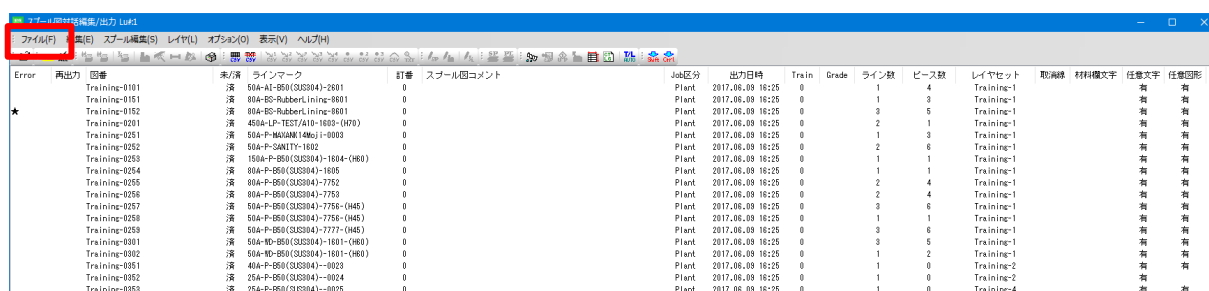 スプール図対話編集/出力 Lu#:1
ファイル(F) 編集(E) スプール編集(S) レイヤ(L) オプション(O) 表示(V) ヘルプ(H)
Error 再出力 図番 未/済 ラインマーク 訂番 スプール図コメント Job区分 出力日時 Train Grade ライン数 ピース数 レイヤセット 取消線 材料欄文字 任意文字 任意図形
Training-0101 済 50A-AI-B50(SUS304)-2601 0 Plant 2017.06.09 16:25 0 1 4 Training-1 有 有
Training-0151 済 80A-BS-RubberLining-8601 0 Plant 2017.06.09 16:25 0 1 3 Training-1 有 有
★ Training-0152 済 80A-BS-RubberLining-8601 0 Plant 2017.06.09 16:25 0 3 5 Training-1 有 有
Training-0201 済 450A-LP-TEST/A10-1603-(H70) 0 Plant 2017.06.09 16:25 0 2 1 Training-1 有 有
Training-0251 済 50A-P-MAXANK14Moji-0003 0 Plant 2017.06.09 16:25 0 1 3 Training-1 有 有
Training-0252 済 50A-P-SANITY-1602 0 Plant 2017.06.09 16:25 0 2 6 Training-1 有 有
Training-0253 済 150A-P-B50(SUS304)-1604-(H60) 0 Plant 2017.06.09 16:25 0 1 1 Training-1 有 有
Training-0254 済 80A-P-B50(SUS304)-1605 0 Plant 2017.06.09 16:25 0 1 1 Training-1 有 有
Training-0255 済 80A-P-B50(SUS304)-7752 0 Plant 2017.06.09 16:25 0 2 4 Training-1 有 有
Training-0256 済 80A-P-B50(SUS304)-7753 0 Plant 2017.06.09 16:25 0 2 4 Training-1 有 有
Training-0257 済 50A-P-B50(SUS304)-7756-(H45) 0 Plant 2017.06.09 16:25 0 3 6 Training-1 有 有
Training-0258 済 50A-P-B50(SUS304)-7756-(H45) 0 Plant 2017.06.09 16:25 0 1 1 Training-1 有 有
Training-0259 済 50A-P-B50(SUS304)-7777-(H45) 0 Plant 2017.06.09 16:25 0 3 6 Training-1 有 有
Training-0301 済 50A-WD-B50(SUS304)-1601-(H60) 0 Plant 2017.06.09 16:25 0 3 5 Training-1 有 有
Training-0302 済 50A-WD-B50(SUS304)-1601-(H60) 0 Plant 2017.06.09 16:25 0 1 2 Training-1 有 有
Training-0351 済 40A-P-B50(SUS304)--0023 0 Plant 2017.06.09 16:25 0 1 0 Training-2 有 有
Training-0352 済 25A-P-B50(SUS304)--0024 0 Plant 2017.06.09 16:25 0 1 0 Training-2 有
Training-0353 済 25A-P-B50(SUS304)--0025 0 Plant 2017.06.09 16:25 0 1 0 Training-4 有 有